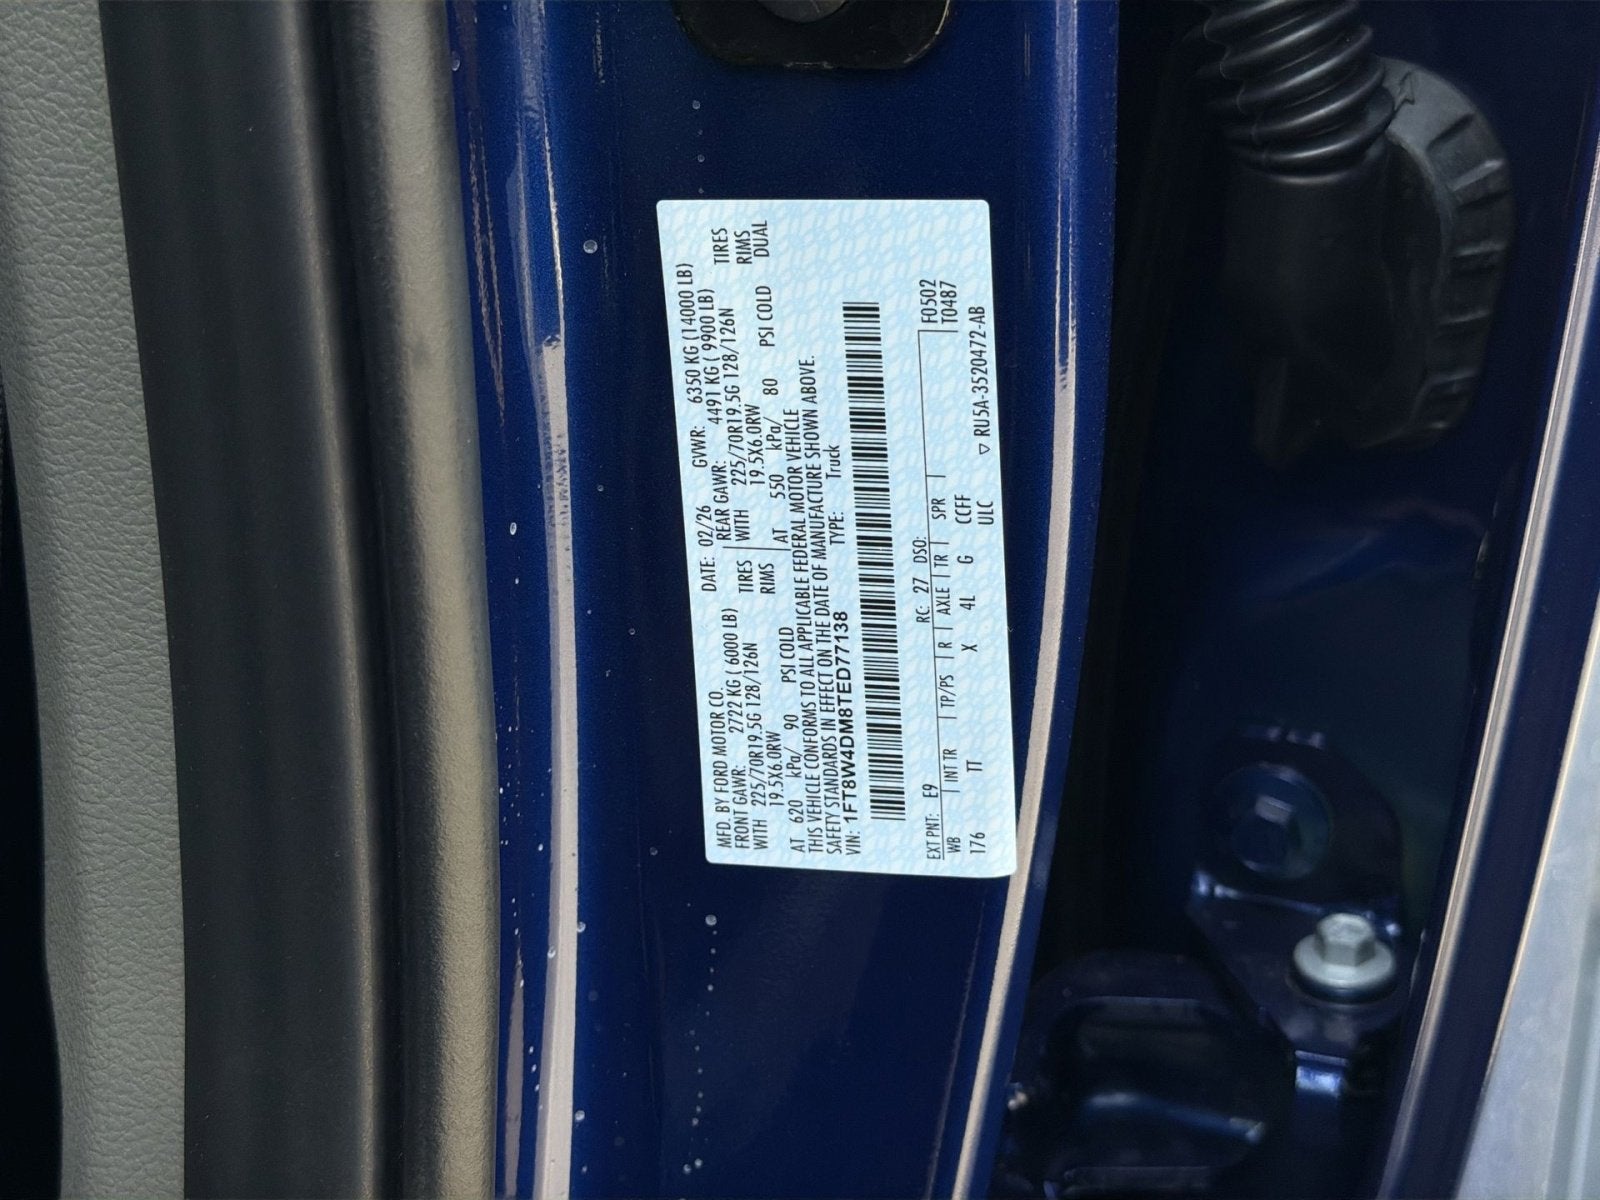 MFD. BY FORD MOTOR CO. DATE: 02/26 GVWR: 6350 KG (14000 LB)
FRONT GAWR: 2722 KG ( 6000 LB) REAR GAWR: 4491 KG ( 9900 LB)
WITH 225/70R19.5G 128/126N TIRES WITH 225/70R19.5G 128/126N TIRES
19.5X6.0RW RIMS 19.5X6.0RW RIMS
AT 620 kPa/ 90 PSI COLD AT 550 kPa/ 80 PSI COLD DUAL
THIS VEHICLE CONFORMS TO ALL APPLICABLE FEDERAL MOTOR VEHICLE
SAFETY STANDARDS IN EFFECT ON THE DATE OF MANUFACTURE SHOWN ABOVE.
VIN: 1FT8W4DM8TED77138 TYPE: Truck
F0502
EXT PNT: E9 RC: 27 DSO: T0487
WB INT TR TP/PS R AXLE TR SPR
176 TT X 4L G CCFF
ULC ▽ RU5A-3520472-AB